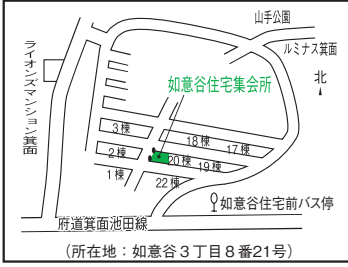 山手公園
ルミナス箕面
ライオンズマンション箕面
北
如意谷住宅集会所
3棟
18棟
17棟
2棟
20棟
19棟
1棟
22棟
如意谷住宅前バス停
府道箕面池田線
(所在地：如意谷3丁目8番21号)